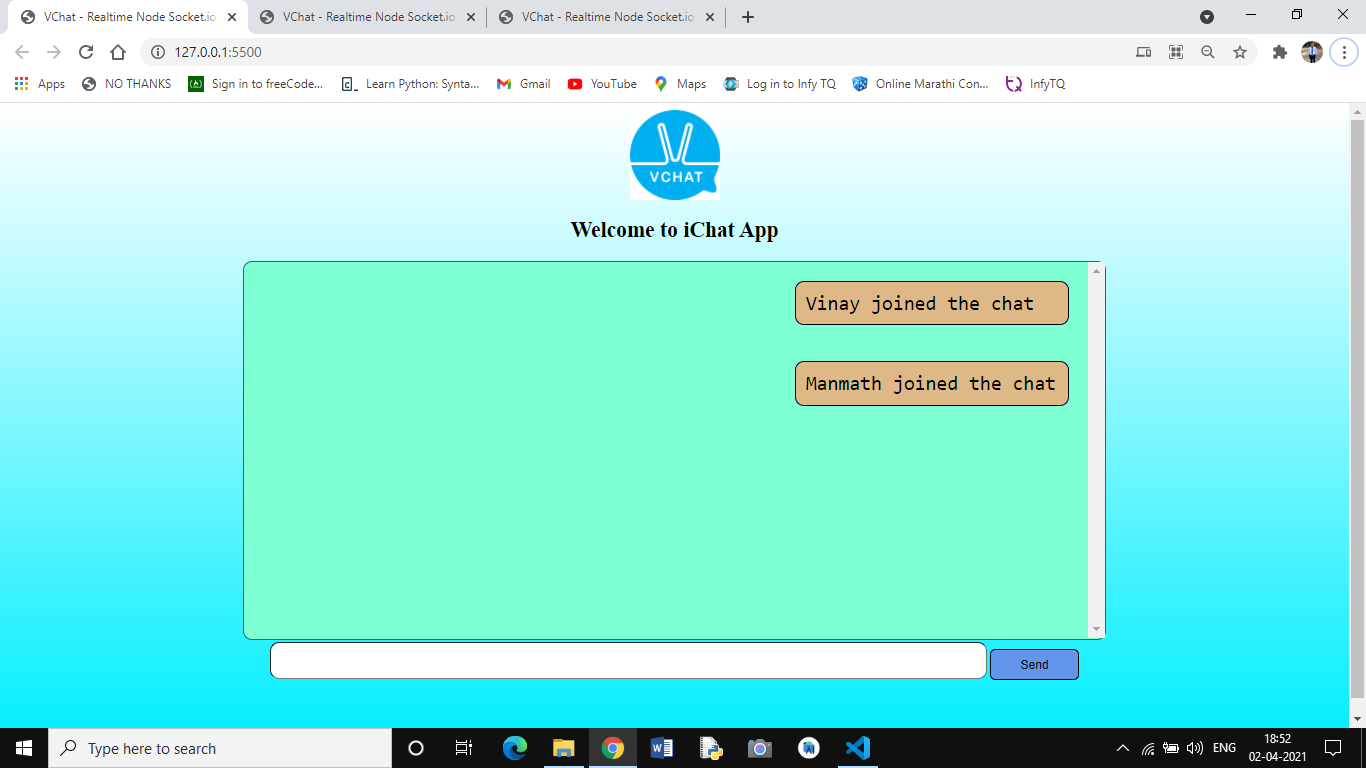 VChat - Realtime Node Socket.io
VChat - Realtime Node Socket.io
VChat - Realtime Node Socket.io
127.0.0.1:5500
Apps
NO THANKS
Sign in to freeCode...
Learn Python: Synta...
Gmail
YouTube
Maps
Log in to Infy TQ
Online Marathi Con...
InfyTQ
VCHAT
Welcome to iChat App
Vinay joined the chat
Manmath joined the chat
Send
Type here to search
ENG
18:52
02-04-2021